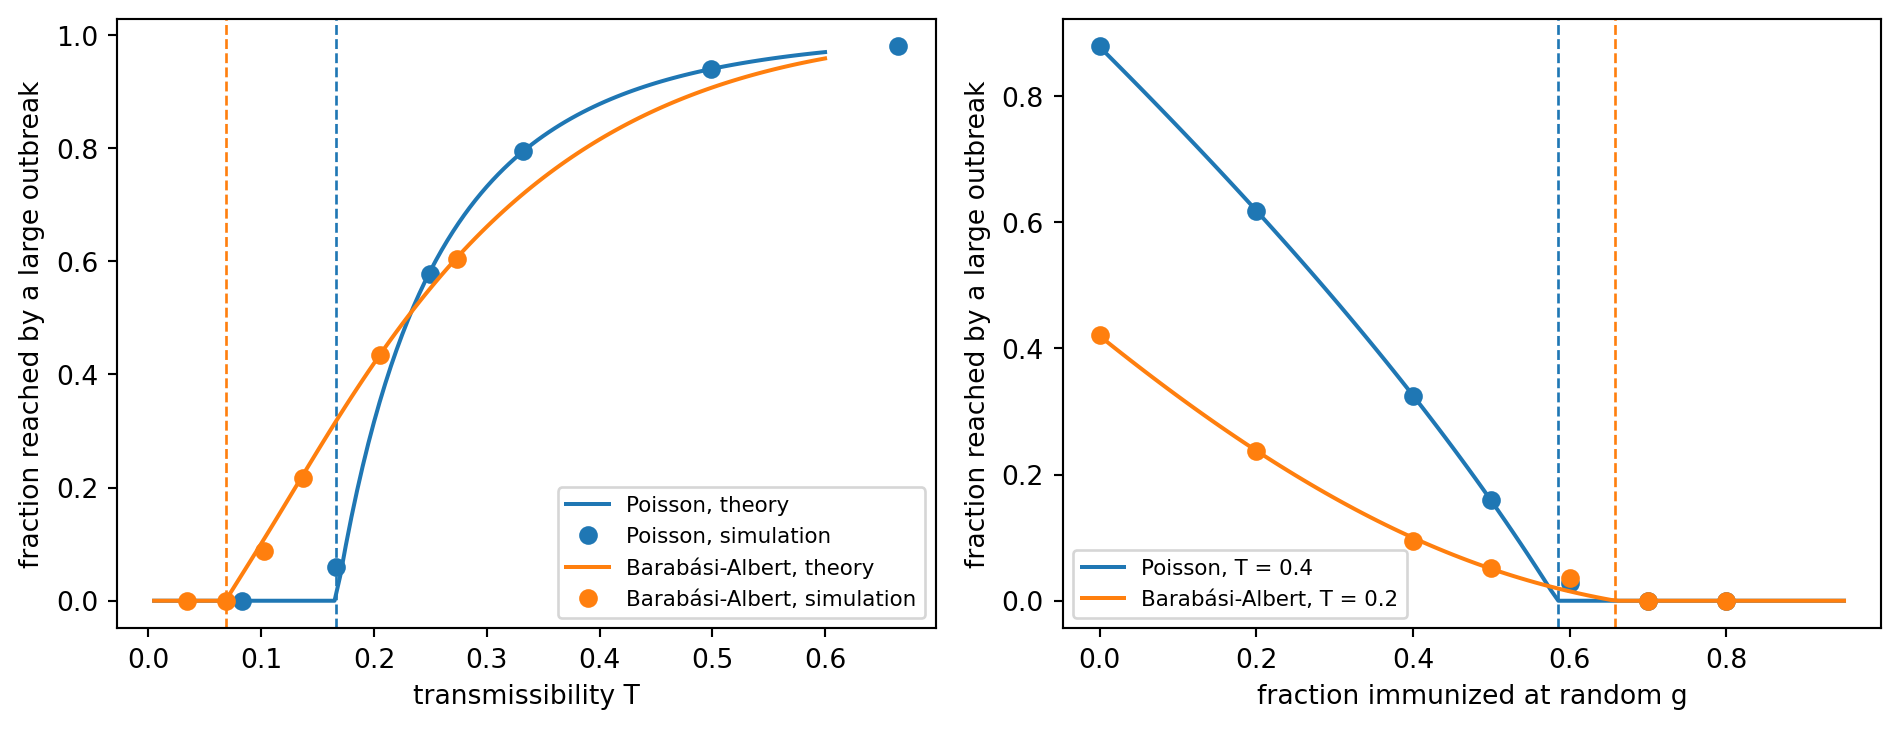 fraction reached by a large outbreak
1.0
0.8
0.6
0.4
0.2
0.0
0.0 0.1 0.2 0.3 0.4 0.5 0.6
transmissibility T
Poisson, theory
Poisson, simulation
Barabási-Albert, theory
Barabási-Albert, simulation
fraction reached by a large outbreak
0.8
0.6
0.4
0.2
0.0
0.0 0.2 0.4 0.6 0.8
fraction immunized at random g
Poisson, T = 0.4
Barabási-Albert, T = 0.2